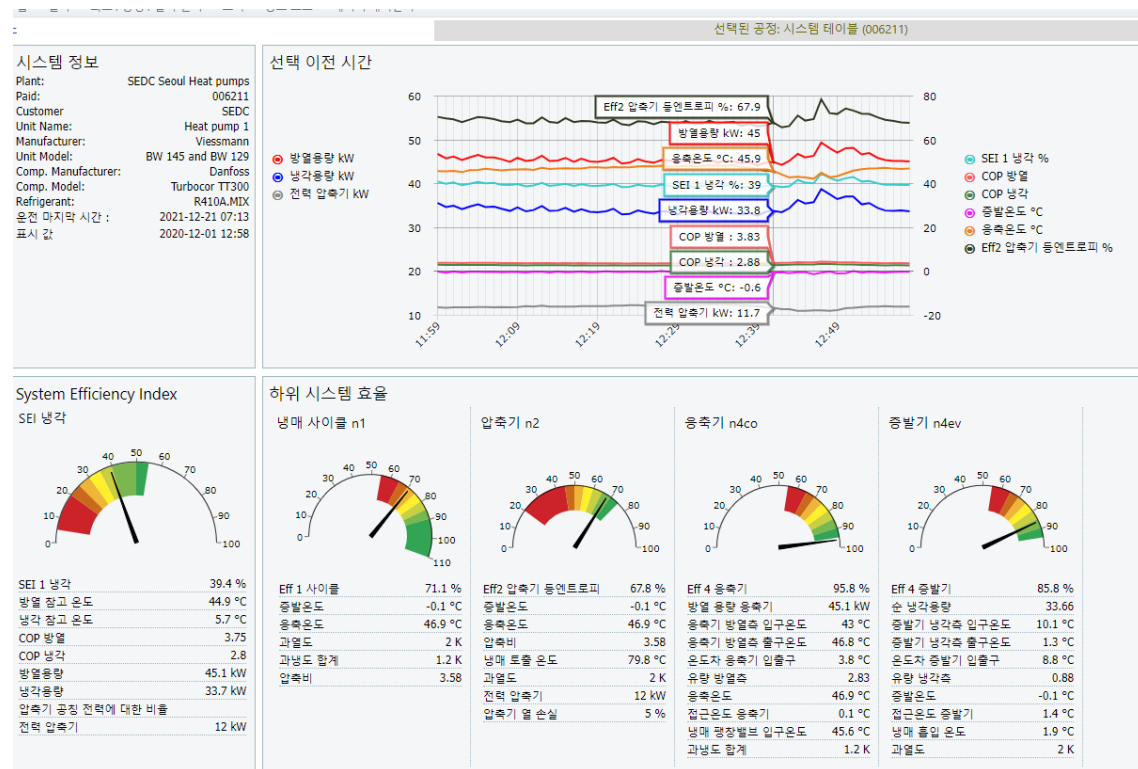 선택된 공정: 시스템 테이블 (006211)
시스템 정보
Plant: SEDC Seoul Heat pumps
Paid: 006211
Customer SEDC
Unit Name: Heat pump 1
Manufacturer: Viessmann
Unit Model: BW 145 and BW 129
Comp. Manufacturer: Danfoss
Comp. Model: Turbocor TT300
Refrigerant: R410A.MIX
운전 마지막 시간 : 2021-12-21 07:13
표시 값 2020-12-01 12:58
선택 이전 시간
방열용량 kW
냉각용량 kW
전력 압축기 kW
60
50
40
30
20
10
Eff2 압축기 등엔트로피 %: 67.9
방열용량 kW: 45
응축온도 °C: 45.9
SEI 1 냉각 %: 39
냉각용량 kW: 33.8
COP 방열 : 3.83
COP 냉각 : 2.88
증발온도 °C: -0.6
전력 압축기 kW: 11.7
80
60
40
20
0
-20
11:59
12:09
12:19
12:29
12:39
12:49
SEI 1 냉각 %
COP 방열
COP 냉각
증발온도 °C
응축온도 °C
Eff2 압축기 등엔트로피 %
System Efficiency Index
SEI 냉각
0 10 20 30 40 50 60 70 80 90 100
SEI 1 냉각 39.4 %
방열 참고 온도 44.9 °C
냉각 참고 온도 5.7 °C
COP 방열 3.75
COP 냉각 2.8
방열용량 45.1 kW
냉각용량 33.7 kW
압축기 공칭 전력에 대한 비율
전력 압축기 12 kW
하위 시스템 효율
냉매 사이클 n1
0 10 20 30 40 50 60 70 80 90 100 110
Eff 1 사이클 71.1 %
증발온도 -0.1 °C
응축온도 46.9 °C
과열도 2 K
과냉도 합계 1.2 K
압축비 3.58
압축기 n2
0 10 20 30 40 50 60 70 80 90 100
Eff2 압축기 등엔트로피 67.8 %
증발온도 -0.1 °C
응축온도 46.9 °C
압축비 3.58
냉매 토출 온도 79.8 °C
과열도 2 K
전력 압축기 12 kW
압축기 열 손실 5 %
응축기 n4co
0 10 20 30 40 50 60 70 80 90 100
Eff 4 응축기 95.8 %
방열 용량 응축기 45.1 kW
응축기 방열측 입구온도 43 °C
응축기 방열측 출구온도 46.8 °C
온도차 응축기 입출구 3.8 °C
유량 방열측 2.83
응축온도 46.9 °C
접근온도 응축기 0.1 °C
냉매 팽창밸브 입구온도 45.6 °C
과냉도 합계 1.2 K
증발기 n4ev
0 10 20 30 40 50 60 70 80 90 100
Eff 4 증발기 85.8 %
순 냉각용량 33.66
증발기 냉각측 입구온도 10.1 °C
증발기 냉각측 출구온도 1.3 °C
온도차 증발기 입출구 8.8 °C
유량 냉각측 0.88
증발온도 -0.1 °C
접근온도 증발기 1.4 °C
냉매 흡입 온도 1.9 °C
과열도 2 K